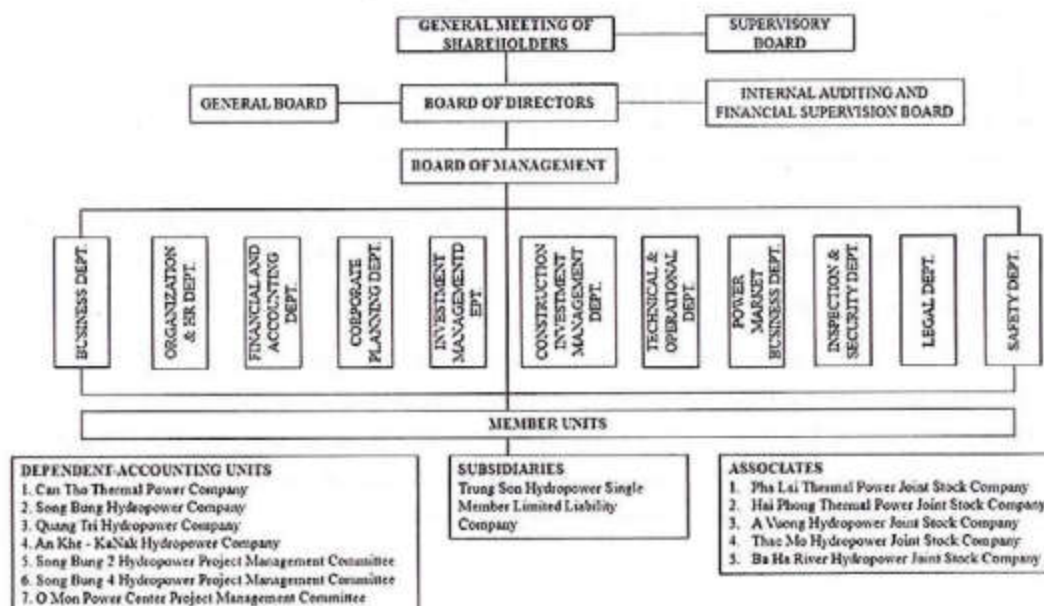 GENERAL MEETING OF
SHAREHOLDERS
SUPERVISORY
BOARD
GENERAL BOARD
BOARD OF DIRECTORS
INTERNAL AUDITING AND
FINANCIAL SUPERVISION BOARD
BOARD OF MANAGEMENT
BUSINESS DEPT.
ORGANIZATION
& HR DEPT.
FINANCIAL AND
ACCOUNTING
DEPT.
CORPORATE
PLANNING DEPT.
INVESTMENT
MANAGEMENTD
EPT.
CONSTRUCTION
INVESTMENT
MANAGEMENT
DEPT.
TECHNICAL &
OPERATIONAL
DEPT.
POWER
MARKET
BUSINESS DEPT.
INSPECTION &
SECURITY DEPT.
LEGAL DEPT.
SAFETY DEPT.
MEMBER UNITS
DEPENDENT-ACCOUNTING UNITS
1. Can Tho Thermal Power Company
2. Song Bung Hydropower Company
3. Quang Tri Hydropower Company
4. An Khe - KaNak Hydropower Company
5. Song Bung 2 Hydropower Project Management Committee
6. Song Bung 4 Hydropower Project Management Committee
7. O Mon Power Center Project Management Committee
SUBSIDIARIES
Trung Son Hydropower Single
Member Limited Liability
Company
ASSOCIATES
1. Pha Lai Thermal Power Joint Stock Company
2. Hai Phong Thermal Power Joint Stock Company
3. A Vuong Hydropower Joint Stock Company
4. Thac Mo Hydropower Joint Stock Company
5. Ba Ha River Hydropower Joint Stock Company